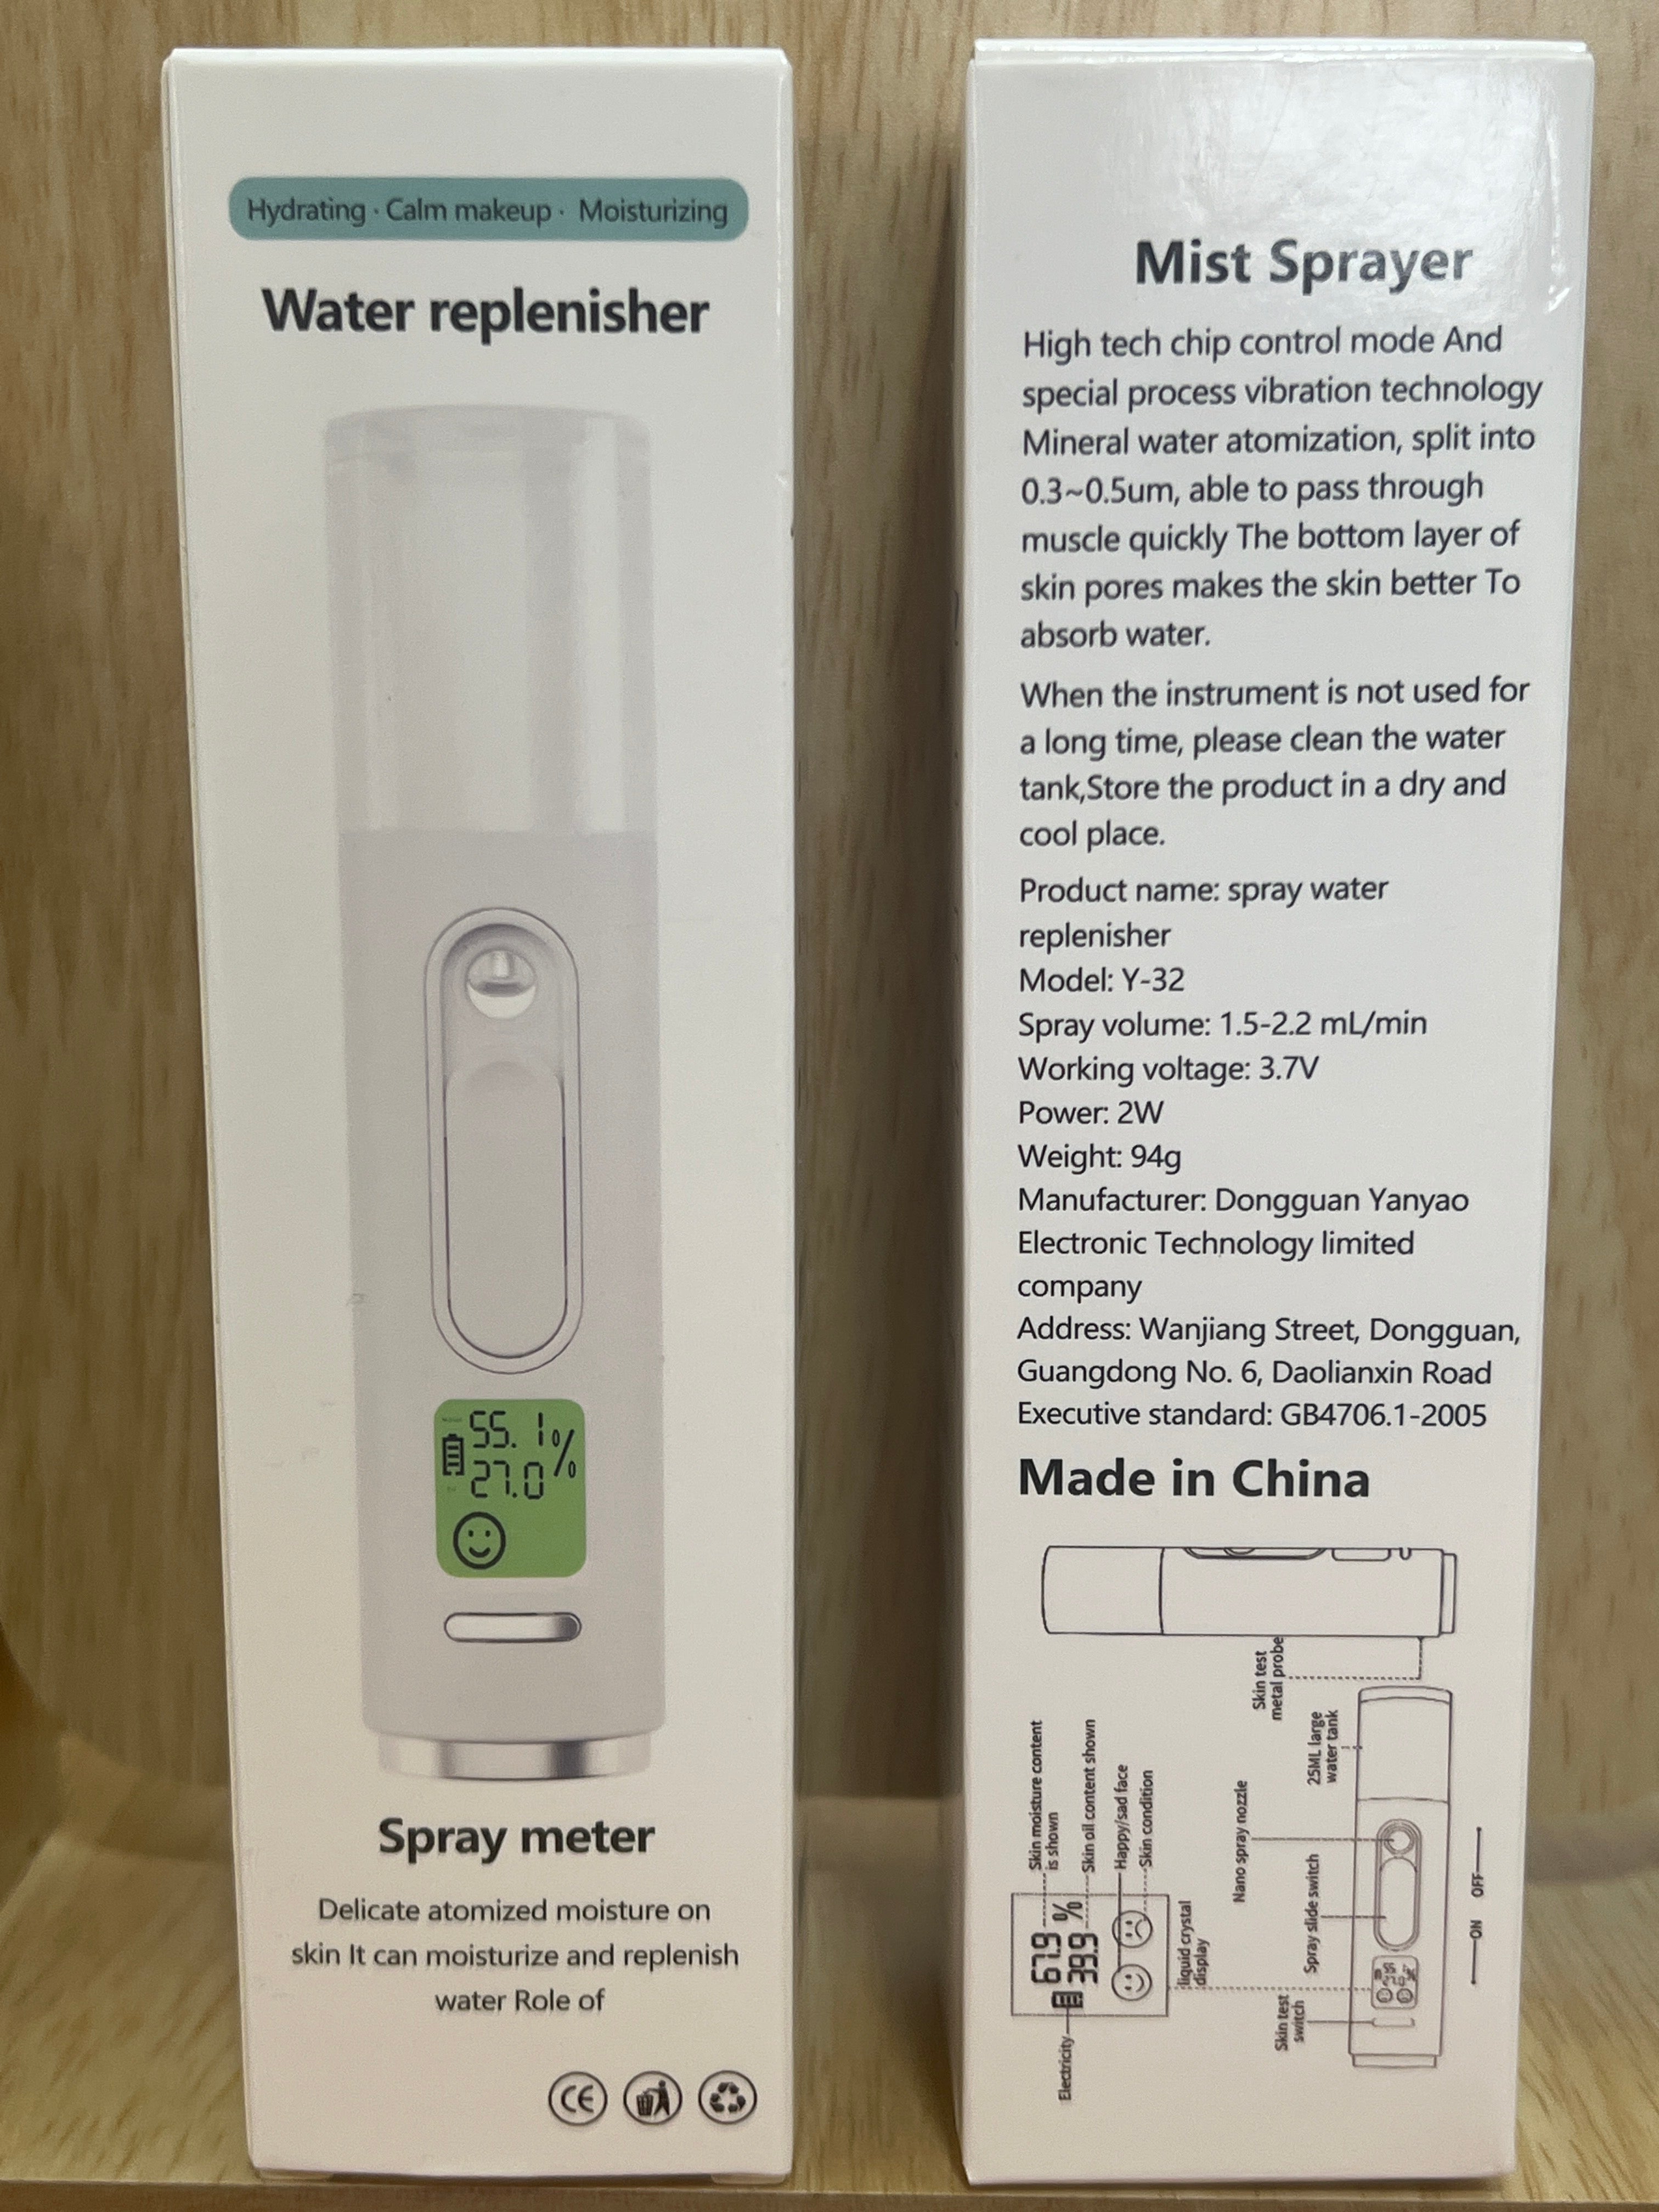 Hydrating · Calm makeup · Moisturizing
Water replenisher
55.1%
27.0
Spray meter
Delicate atomized moisture on
skin It can moisturize and replenish
water Role of
CE
Mist Sprayer
High tech chip control mode And
special process vibration technology
Mineral water atomization, split into
0.3~0.5um, able to pass through
muscle quickly The bottom layer of
skin pores makes the skin better To
absorb water.
When the instrument is not used for
a long time, please clean the water
tank,Store the product in a dry and
cool place.
Product name: spray water
replenisher
Model: Y-32
Spray volume: 1.5-2.2 mL/min
Working voltage: 3.7V
Power: 2W
Weight: 94g
Manufacturer: Dongguan Yanyao
Electronic Technology limited
company
Address: Wanjiang Street, Dongguan,
Guangdong No. 6, Daolianxin Road
Executive standard: GB4706.1-2005
Made in China
Skin test
metal probe
Skin moisture content
is shown
Skin oil content shown
Happy/sad face
Skin condition
67.9 %
39.9 %
Electricity
liquid crystal
display
25ML large
water tank
Nano spray nozzle
Spray slide switch
Skin test
switch
ON OFF